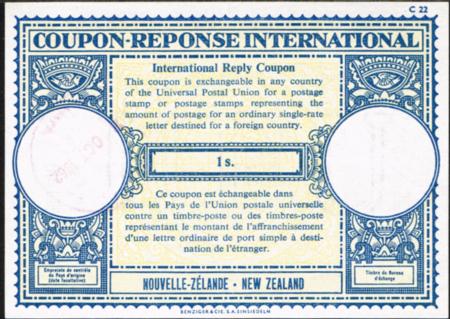 C 22
COUPON-REPONSE INTERNATIONAL
International Reply Coupon
This coupon is exchangeable in any country
of the Universal Postal Union for a postage
stamp or postage stamps representing the
amount of postage for an ordinary single-rate
letter destined for a foreign country.
1 s.
Ce coupon est échangeable dans
tous les Pays de l'Union postale universelle
contre un timbre-poste ou des timbres-poste
représentant le montant de l'affranchissement
d'une lettre ordinaire de port simple à desti-
nation de l'étranger.
Empreinte de contrôle
du Pays d'origine
(date facultative)
Timbre du Bureau
d'échange
NOUVELLE-ZÉLANDE - NEW ZEALAND
BENZIGER & CIE. S.A. EINSIEDELN